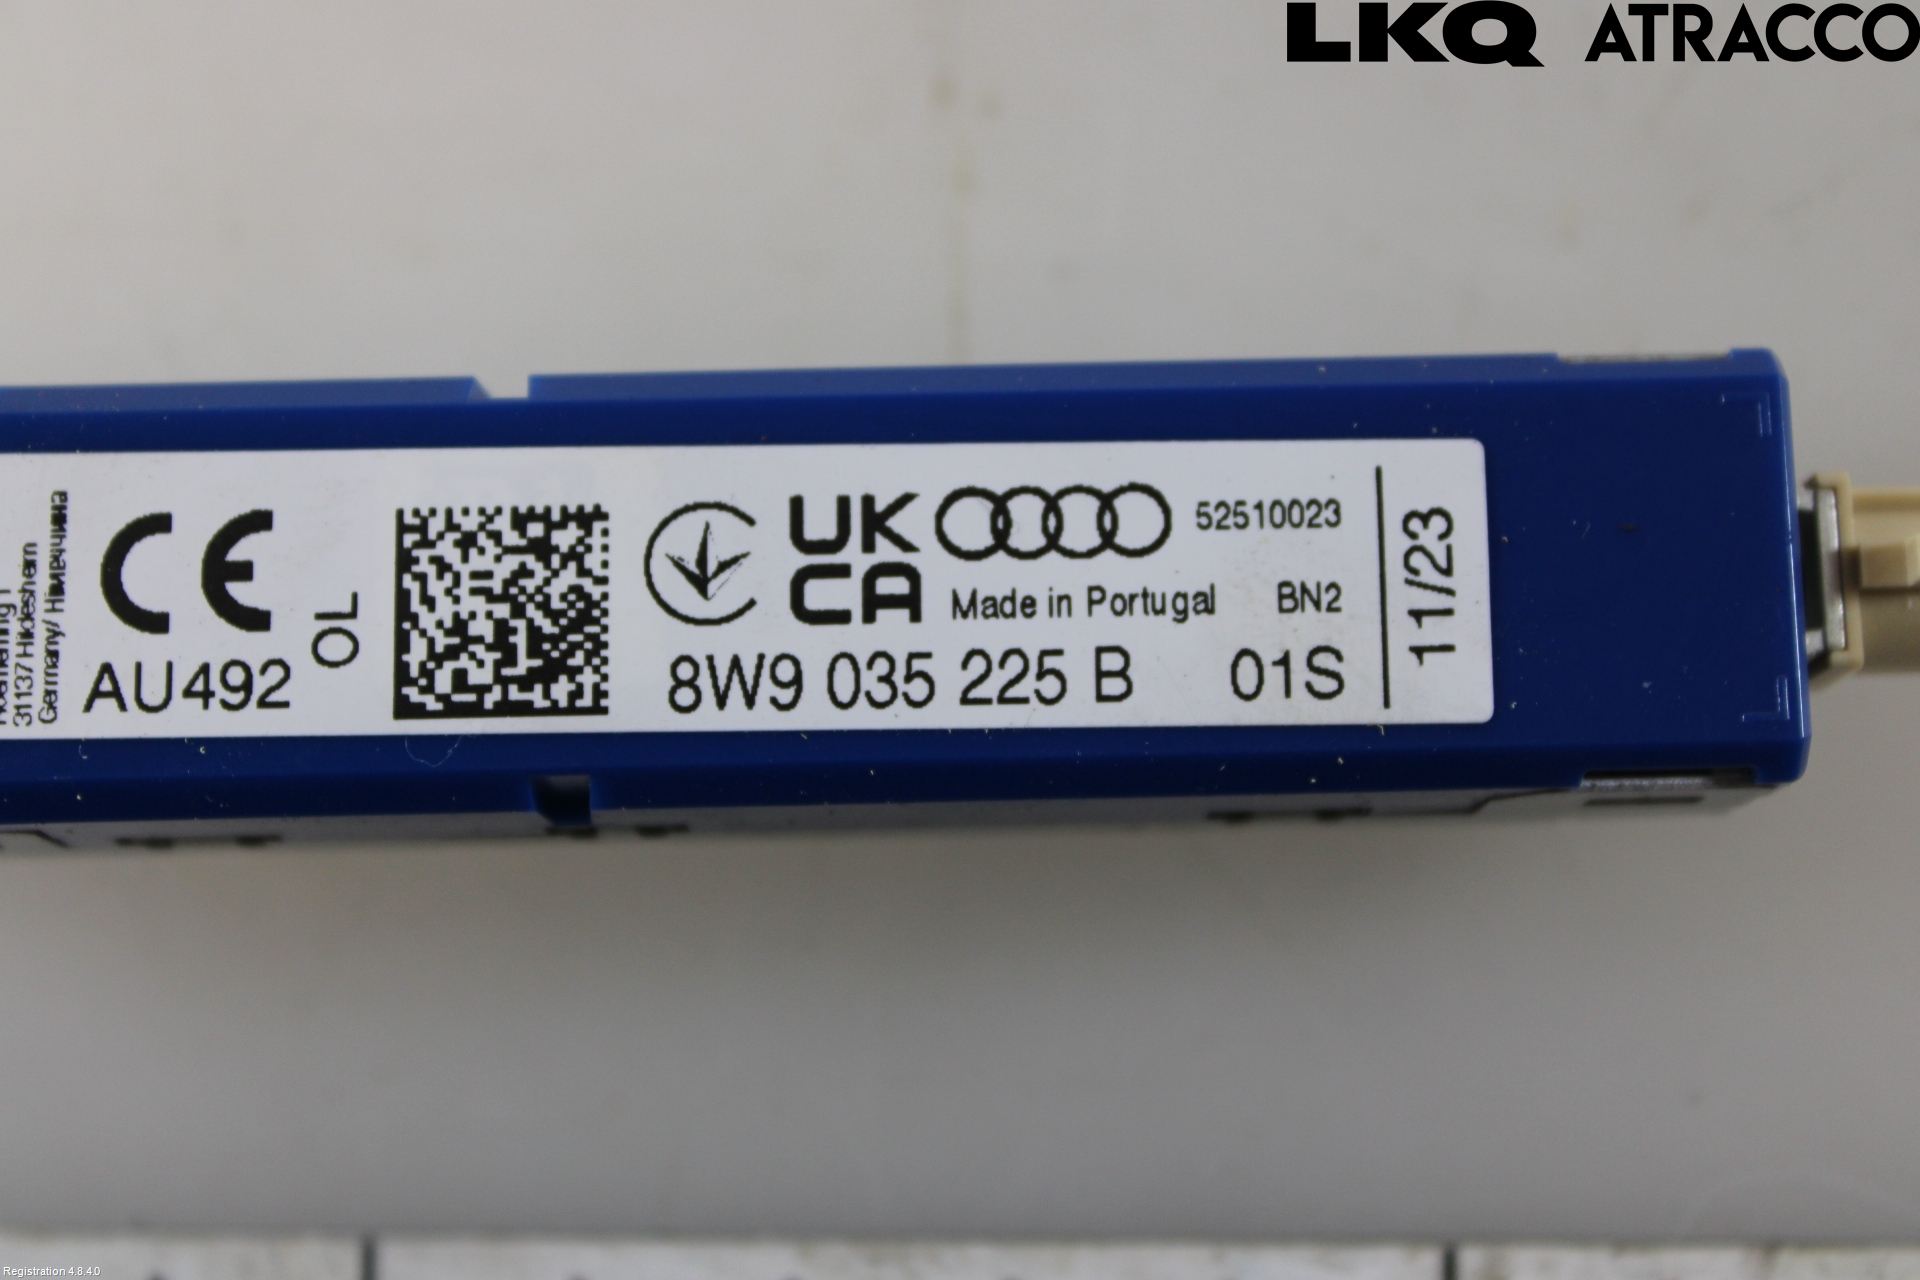 LKQ ATRACCO
31137 Hildesheim
Germany/ Німеччина
CE
AU492
OL
UK
CA
52510023
Made in Portugal BN2
8W9 035 225 B 01S
11/23
Registration 4.8.4.0